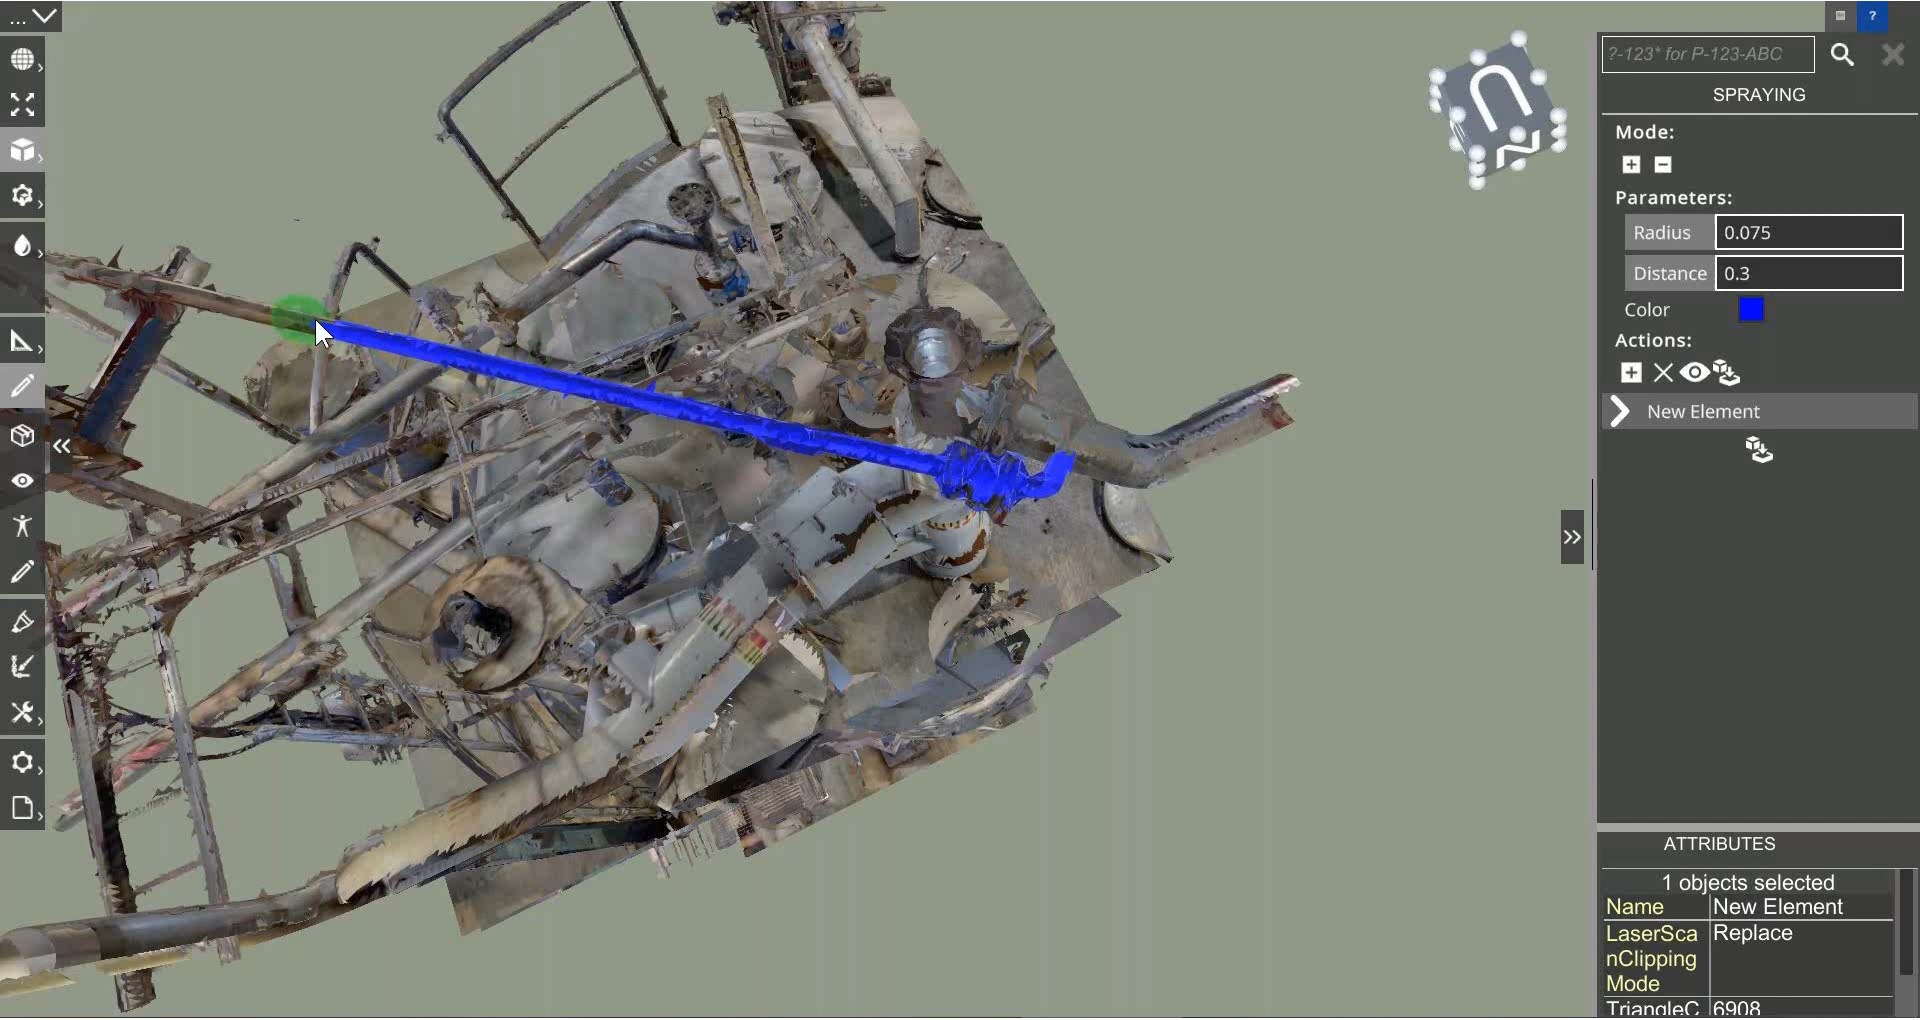 ...
?
?-123* for P-123-ABC
SPRAYING
Mode:
Parameters:
Radius 0.075
Distance 0.3
Color
Actions:
New Element
ATTRIBUTES
1 objects selected
Name New Element
LaserSca Replace
nClipping
Mode
TriangleC 6908